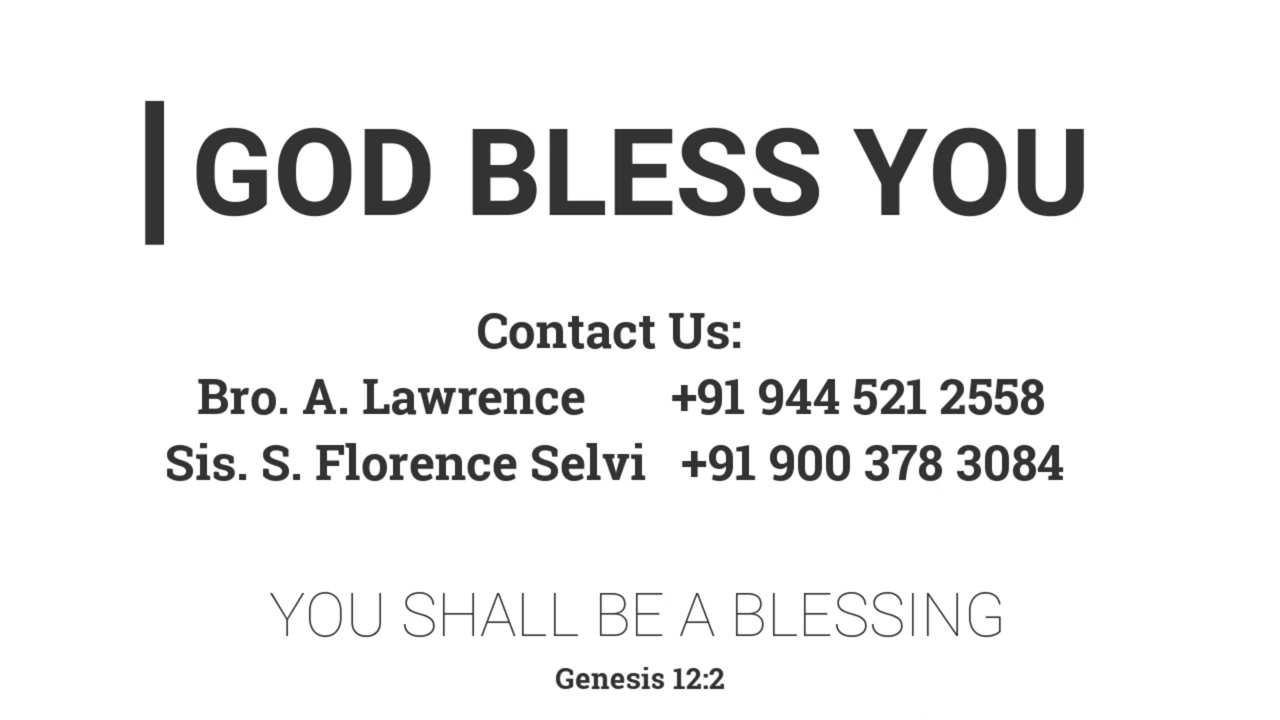 GOD BLESS YOU
Contact Us:
Bro. A. Lawrence +91 944 521 2558
Sis. S. Florence Selvi +91 900 378 3084
YOU SHALL BE A BLESSING
Genesis 12:2